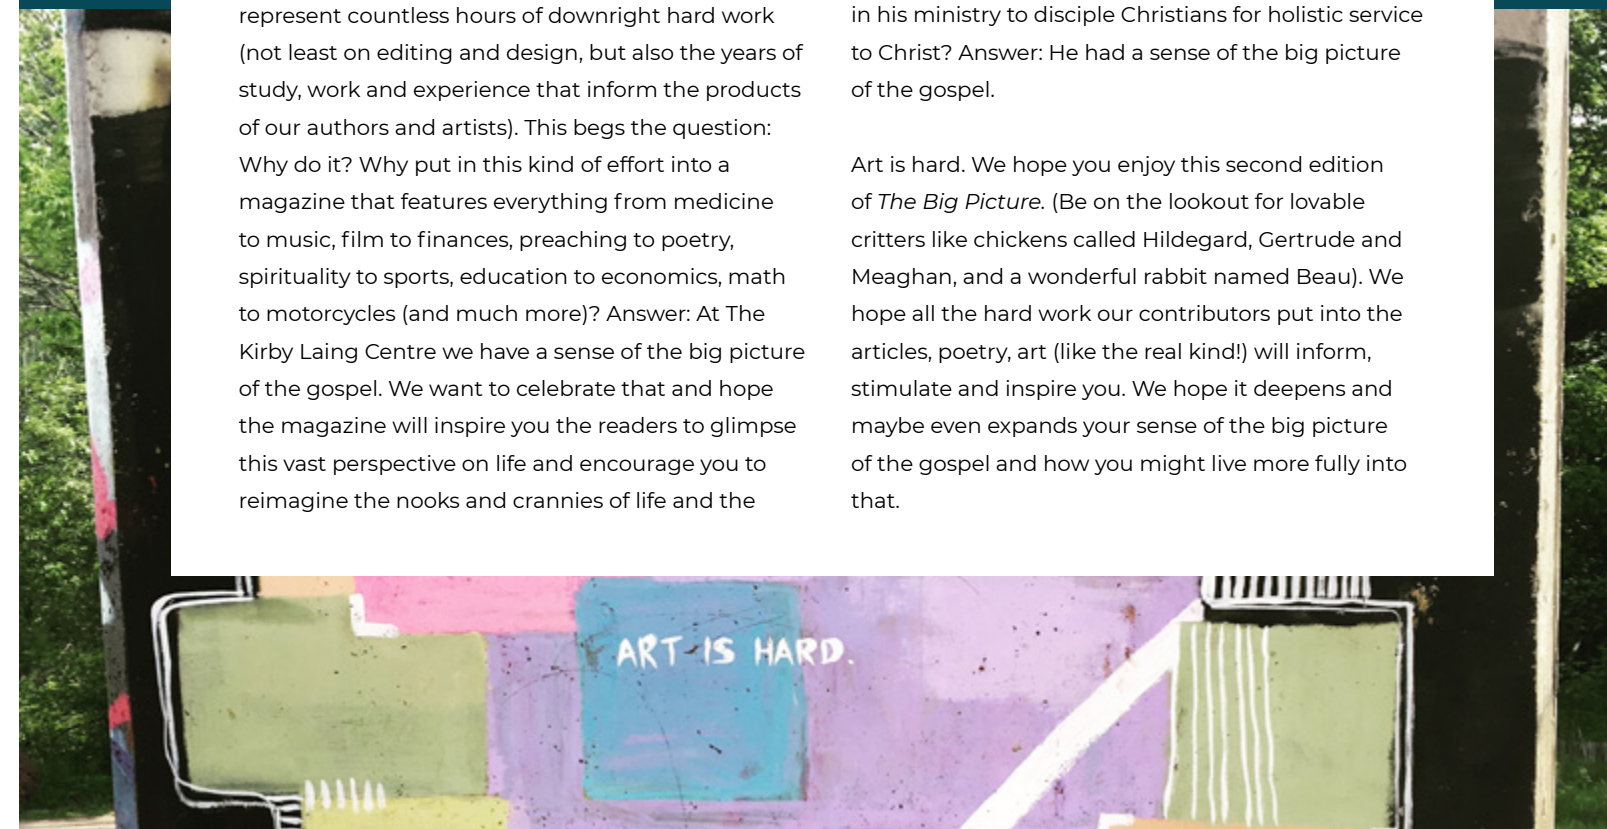 represent countless hours of downright hard work
(not least on editing and design, but also the years of
study, work and experience that inform the products
of our authors and artists). This begs the question:
Why do it? Why put in this kind of effort into a
magazine that features everything from medicine
to music, film to finances, preaching to poetry,
spirituality to sports, education to economics, math
to motorcycles (and much more)? Answer: At The
Kirby Laing Centre we have a sense of the big picture
of the gospel. We want to celebrate that and hope
the magazine will inspire you the readers to glimpse
this vast perspective on life and encourage you to
reimagine the nooks and crannies of life and the
in his ministry to disciple Christians for holistic service
to Christ? Answer: He had a sense of the big picture
of the gospel.
Art is hard. We hope you enjoy this second edition
of The Big Picture. (Be on the lookout for lovable
critters like chickens called Hildegard, Gertrude and
Meaghan, and a wonderful rabbit named Beau). We
hope all the hard work our contributors put into the
articles, poetry, art (like the real kind!) will inform,
stimulate and inspire you. We hope it deepens and
maybe even expands your sense of the big picture
of the gospel and how you might live more fully into
that.
ART IS HARD.